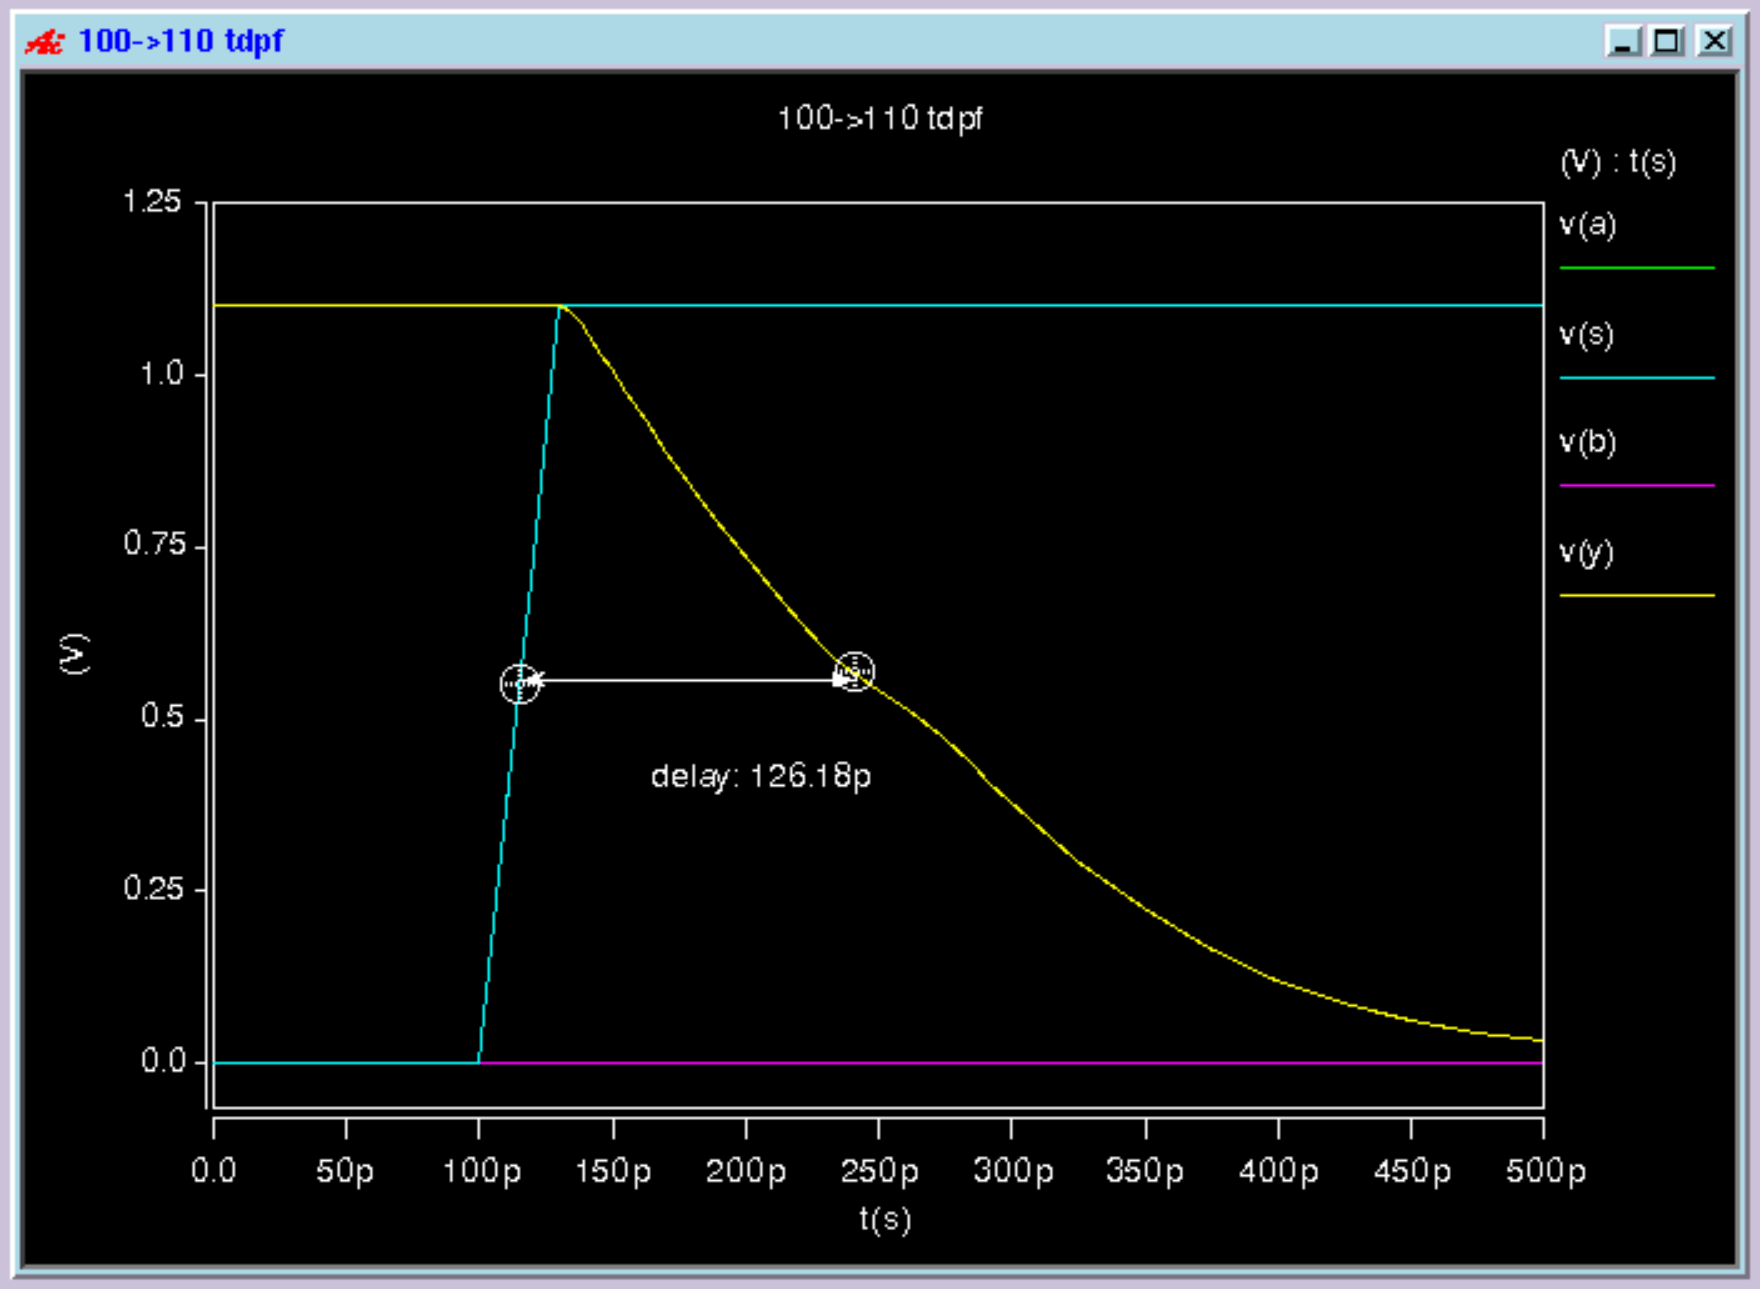 100->110 tdpf
100->110 tdpf
(V) : t(s)
v(a)
v(s)
v(b)
v(y)
1.25
1.0
0.75
0.5
0.25
0.0
(V)
delay: 126.18p
0.0 50p 100p 150p 200p 250p 300p 350p 400p 450p 500p
t(s)